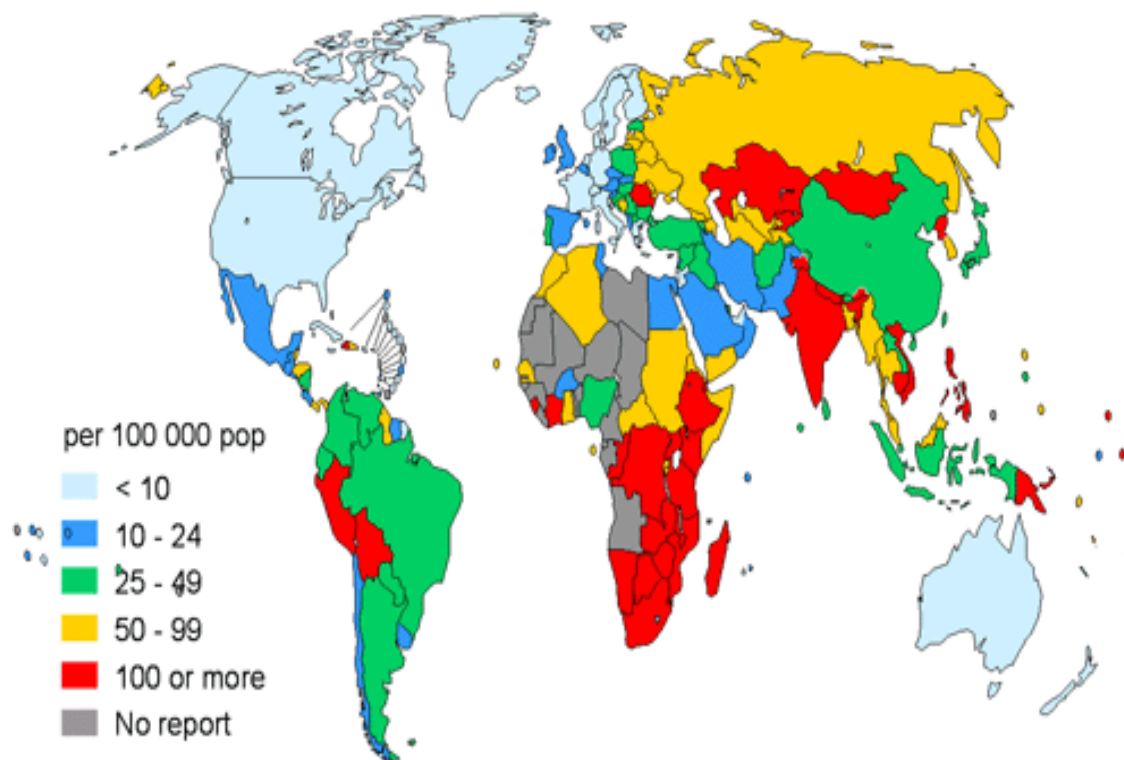 per 100 000 pop
< 10
10 - 24
25 - 49
50 - 99
100 or more
No report